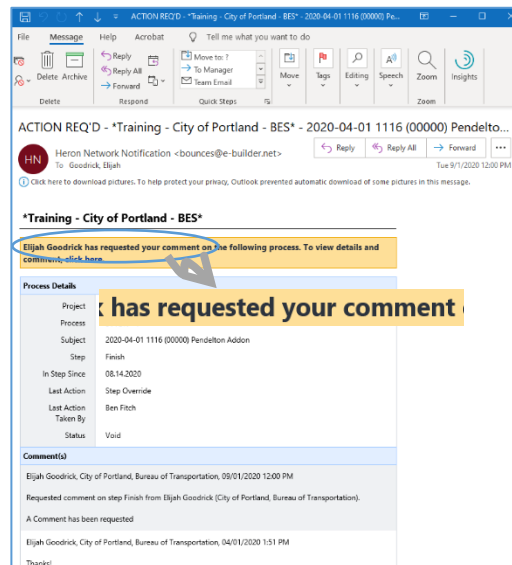 ACTION REQ'D - *Training - City of Portland - BES* - 2020-04-01 1116 (00000) Pe...
File Message Help Acrobat Tell me what you want to do
Delete Archive
Reply
Reply All
Forward
Move to: ?
To Manager
Team Email
Move
Tags
Editing
Speech
Zoom
Insights
Delete Respond Quick Steps Zoom
ACTION REQ'D - *Training - City of Portland - BES* - 2020-04-01 1116 (00000) Pendelto...
HN
Heron Network Notification <bounces@e-builder.net>
To Goodrick, Elijah
Reply Reply All Forward ...
Tue 9/1/2020 12:00 PM
Click here to download pictures. To help protect your privacy, Outlook prevented automatic download of some pictures in this message.
*Training - City of Portland - BES*
Elijah Goodrick has requested your comment on the following process. To view details and
comment, click here.
Process Details
Project
has requested your comment
Process
Subject 2020-04-01 1116 (00000) Pendelton Addon
Step Finish
In Step Since 08.14.2020
Last Action Step Override
Last Action Ben Fitch
Taken By
Status Void
Comment(s)
Elijah Goodrick, City of Portland, Bureau of Transportation, 09/01/2020 12:00 PM
Requested comment on step Finish from Elijah Goodrick (City of Portland, Bureau of Transportation).
A Comment has been requested
Elijah Goodrick, City of Portland, Bureau of Transportation, 04/01/2020 1:51 PM
Thanks!